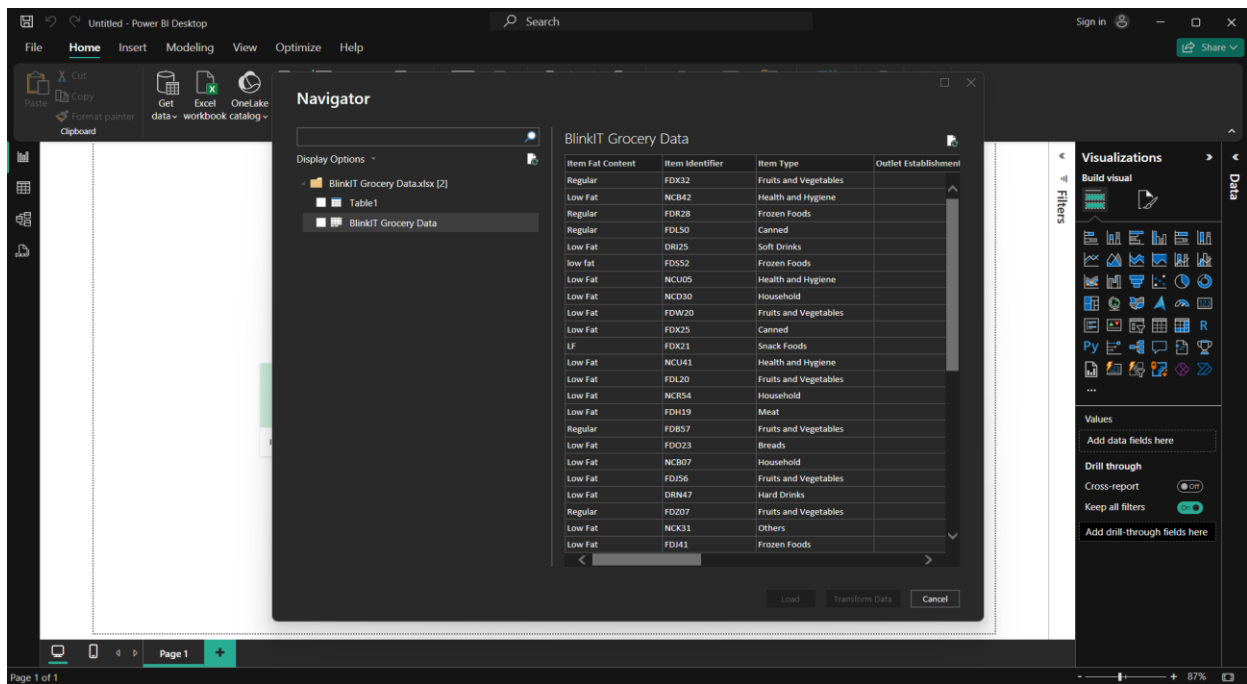 Untitled - Power BI Desktop
Search
Sign in
File Home Insert Modeling View Optimize Help
Share
Paste
Cut
Copy
Format painter
Clipboard
Get data
Excel workbook
OneLake catalog
Navigator
Display Options
BlinkIT Grocery Data.xlsx [2]
Table1
BlinkIT Grocery Data
BlinkIT Grocery Data
Item Fat Content Item Identifier Item Type Outlet Establishment
Regular FDX32 Fruits and Vegetables
Low Fat NCB42 Health and Hygiene
Regular FDR28 Frozen Foods
Regular FDL50 Canned
Low Fat DRI25 Soft Drinks
low fat FDS52 Frozen Foods
Low Fat NCU05 Health and Hygiene
Low Fat NCD30 Household
Low Fat FDW20 Fruits and Vegetables
Low Fat FDX25 Canned
LF FDX21 Snack Foods
Low Fat NCU41 Health and Hygiene
Low Fat FDL20 Fruits and Vegetables
Low Fat NCR54 Household
Low Fat FDH19 Meat
Regular FDB57 Fruits and Vegetables
Low Fat FDO23 Breads
Low Fat NCB07 Household
Low Fat FDJ56 Fruits and Vegetables
Low Fat DRN47 Hard Drinks
Regular FDZ07 Fruits and Vegetables
Low Fat NCK31 Others
Low Fat FDJ41 Frozen Foods
Load Transform Data Cancel
Filters
Visualizations
Build visual
R
Py
123
Values
Add data fields here
Drill through
Cross-report Off
Keep all filters On
Add drill-through fields here
Data
Page 1
Page 1 of 1
- + 87%